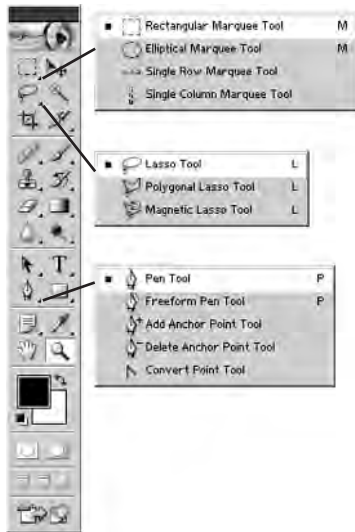 Rectangular Marquee Tool M
Elliptical Marquee Tool M
Single Row Marquee Tool
Single Column Marquee Tool
Lasso Tool L
Polygonal Lasso Tool L
Magnetic Lasso Tool L
Pen Tool P
Freeform Pen Tool P
Add Anchor Point Tool
Delete Anchor Point Tool
Convert Point Tool